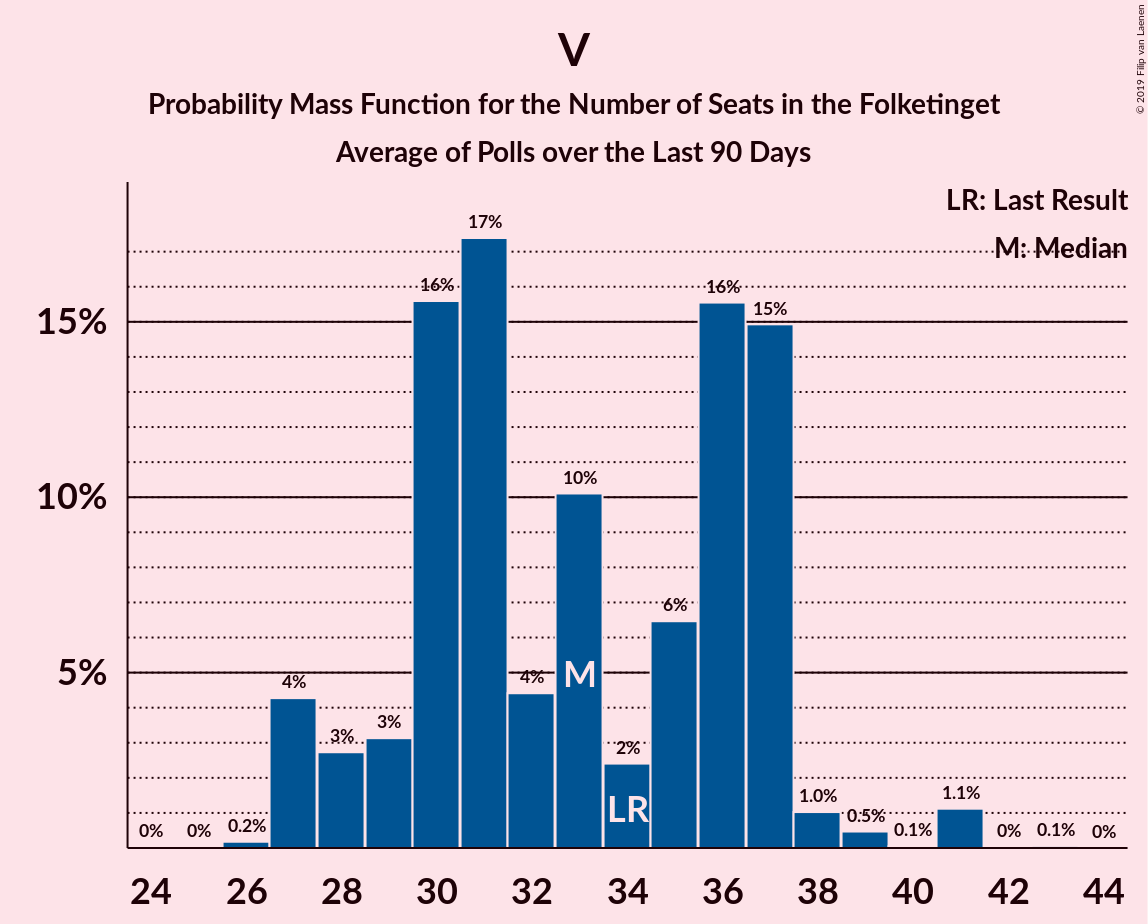 V
Probability Mass Function for the Number of Seats in the Folketinget
Average of Polls over the Last 90 Days
© 2019 Filip van Laenen
LR: Last Result
M: Median
15%
10%
5%
0%
0%
0.2%
4%
3%
3%
16%
17%
4%
10%
2%
6%
16%
15%
1.0%
0.5%
0.1%
1.1%
0%
0.1%
0%
M
LR
24 26 28 30 32 34 36 38 40 42 44